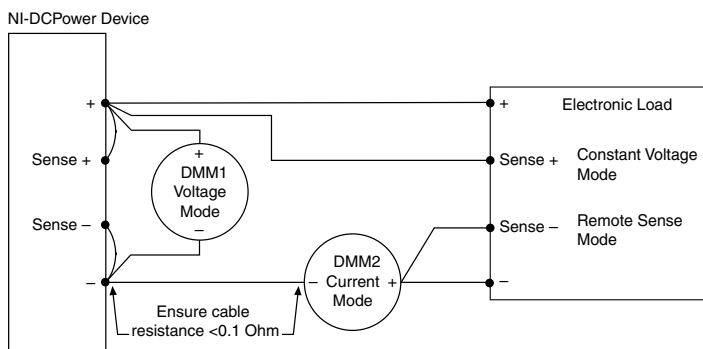 NI-DCPower Device
+
Sense +
Sense –
–
+
DMM1
Voltage
Mode
–
DMM2
– Current +
Mode
Ensure cable
resistance <0.1 Ohm
+ Electronic Load
Sense + Constant Voltage
Mode
Sense – Remote Sense
Mode
–